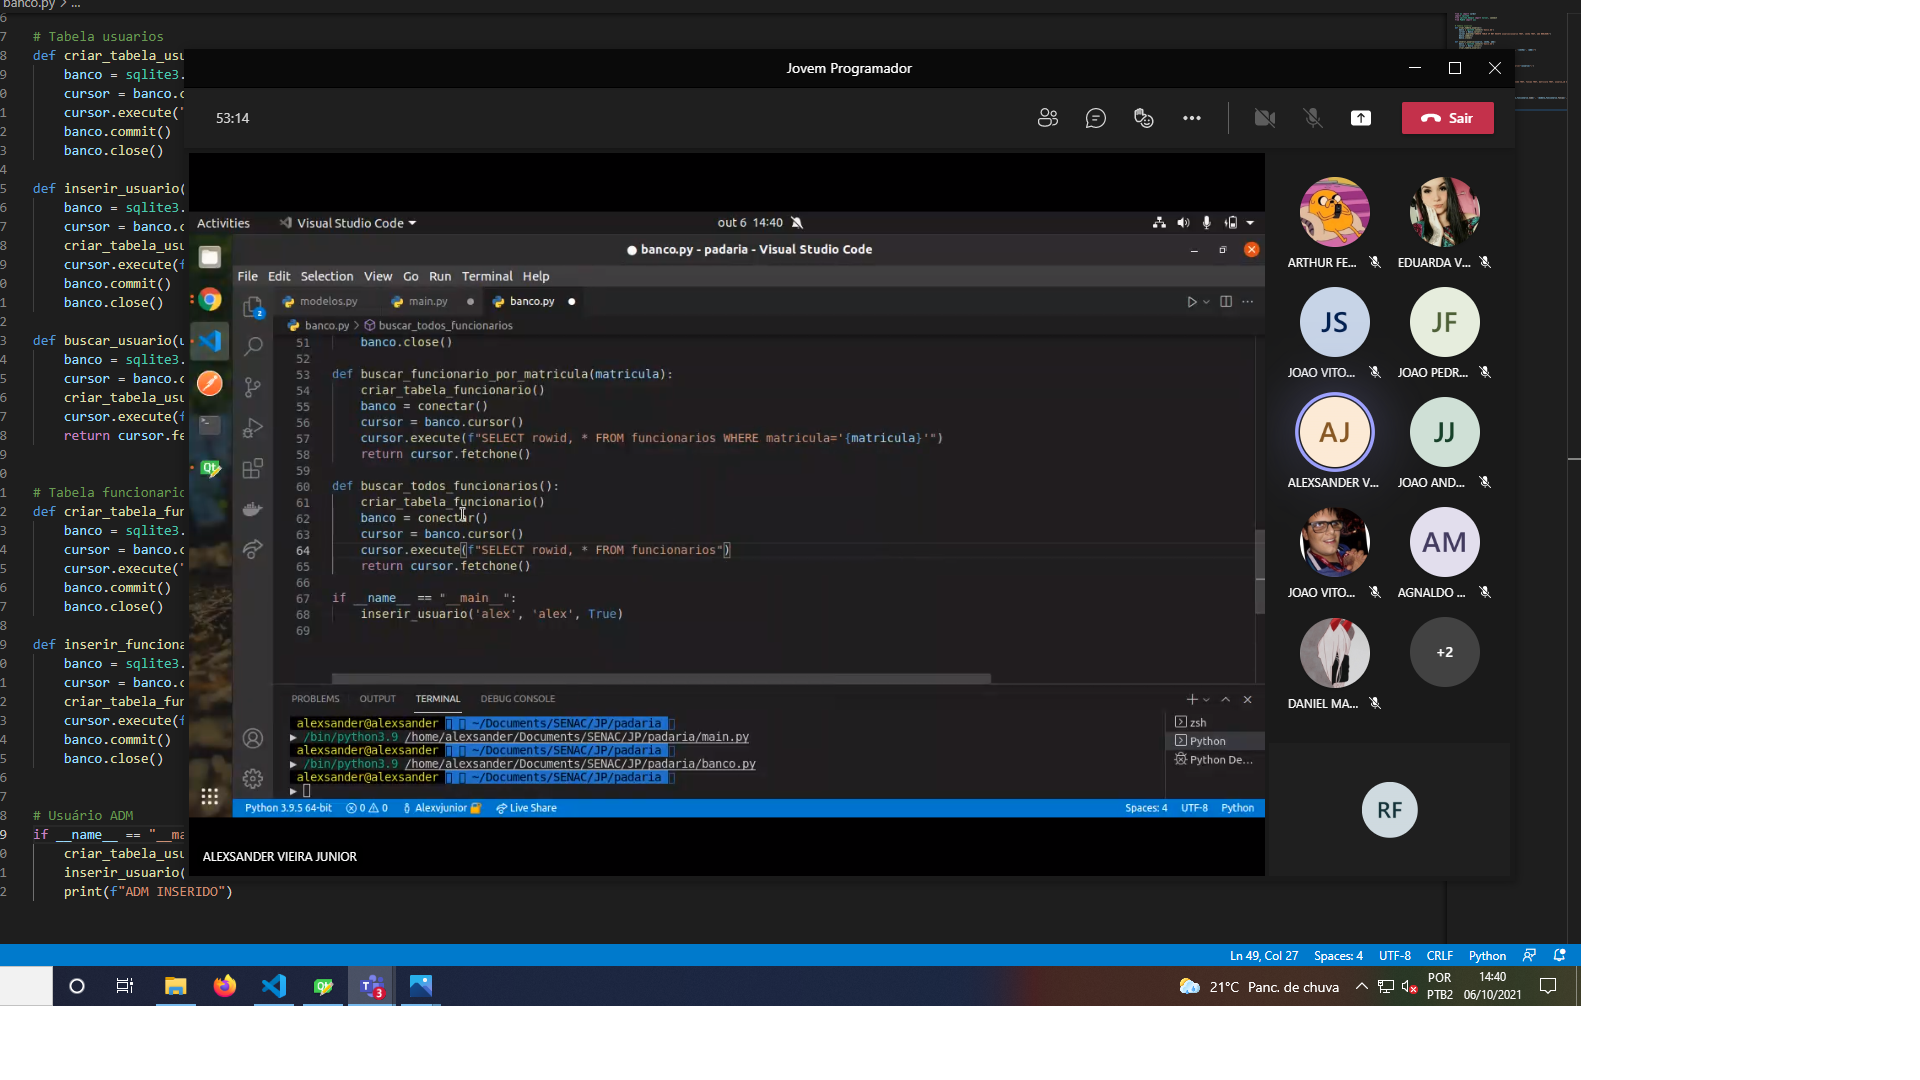 banco.py > ...
6
7 # Tabela usuarios
8 def criar_tabela_usu
9 banco = sqlite3.
0 cursor = banco.c
1 cursor.execute("
2 banco.commit()
3 banco.close()
4
5 def inserir_usuario(
6 banco = sqlite3.
7 cursor = banco.c
8 criar_tabela_usu
9 cursor.execute(f
0 banco.commit()
1 banco.close()
2
3 def buscar_usuario(u
4 banco = sqlite3.
5 cursor = banco.c
6 criar_tabela_usu
7 cursor.execute(f
8 return cursor.fe
9
0
1 # Tabela funcionario
2 def criar_tabela_fun
3 banco = sqlite3.
4 cursor = banco.c
5 cursor.execute("
6 banco.commit()
7 banco.close()
8
9 def inserir_funciona
0 banco = sqlite3.
1 cursor = banco.c
2 criar_tabela_fun
3 cursor.execute(f
4 banco.commit()
5 banco.close()
6
7
8 # Usuário ADM
9 if __name__ == "__ma
0 criar_tabela_usu
1 inserir_usuario(
2 print(f"ADM INSERIDO")
Jovem Programador
53:14
Sair
Activities Visual Studio Code out 6 14:40
banco.py - padaria - Visual Studio Code
File Edit Selection View Go Run Terminal Help
2
modelos.py main.py banco.py
banco.py > buscar_todos_funcionarios
51 banco.close()
52
53 def buscar_funcionario_por_matricula(matricula):
54 criar_tabela_funcionario()
55 banco = conectar()
56 cursor = banco.cursor()
57 cursor.execute(f"SELECT rowid, * FROM funcionarios WHERE matricula='{matricula}'")
58 return cursor.fetchone()
59
60 def buscar_todos_funcionarios():
61 criar_tabela_funcionario()
62 banco = conectar()
63 cursor = banco.cursor()
64 cursor.execute(f"SELECT rowid, * FROM funcionarios")
65 return cursor.fetchone()
66
67 if __name__ == "__main__":
68 inserir_usuario('alex', 'alex', True)
69
PROBLEMS OUTPUT TERMINAL DEBUG CONSOLE
alexsander@alexsander ~/Documents/SENAC/JP/padaria
/bin/python3.9 /home/alexsander/Documents/SENAC/JP/padaria/main.py
alexsander@alexsander ~/Documents/SENAC/JP/padaria
/bin/python3.9 /home/alexsander/Documents/SENAC/JP/padaria/banco.py
alexsander@alexsander ~/Documents/SENAC/JP/padaria
zsh
Python
Python De...
Python 3.9.5 64-bit 0 0 Alexvjunior Live Share Spaces: 4 UTF-8 Python
ALEXSANDER VIEIRA JUNIOR
ARTHUR FE... EDUARDA V...
JS JF
JOAO VITO... JOAO PEDR...
AJ JJ
ALEXSANDER V... JOAO AND...
AM
JOAO VITO... AGNALDO ...
+2
DANIEL MA...
RF
Ln 49, Col 27 Spaces: 4 UTF-8 CRLF Python
Qt
3
21°C Panc. de chuva
POR
PTB2
14:40
06/10/2021